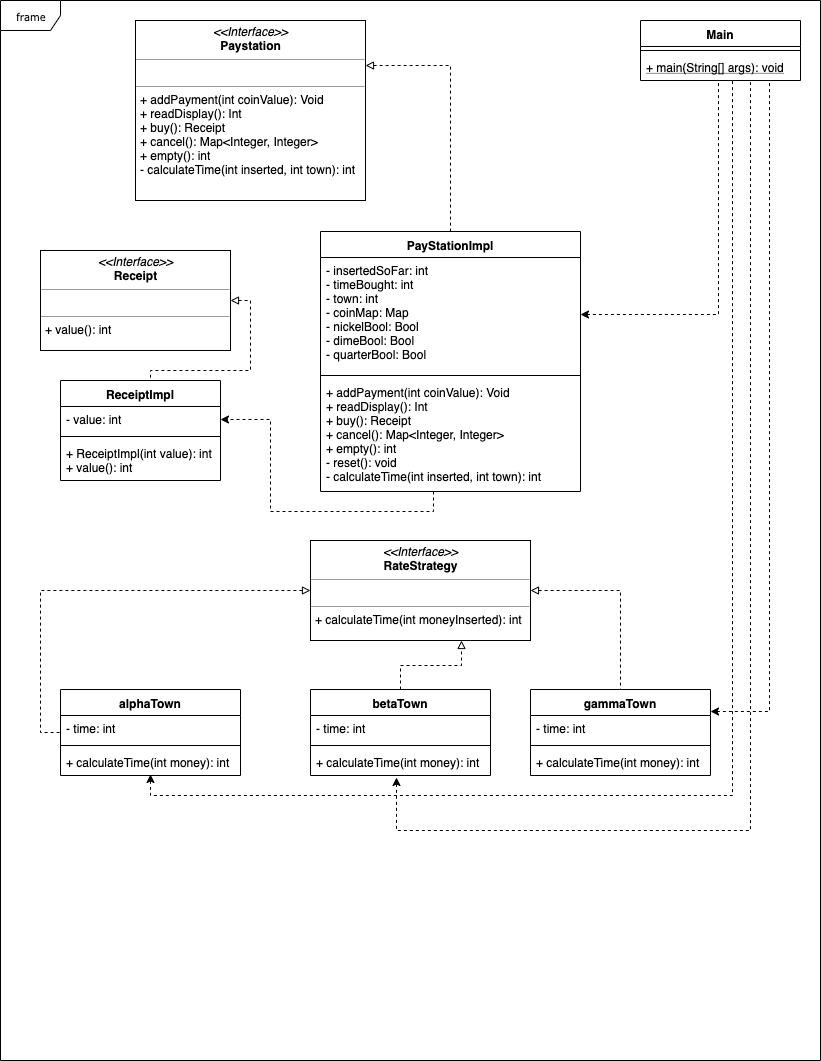 frame
<<Interface>>
Paystation
+ addPayment(int coinValue): Void
+ readDisplay(): Int
+ buy(): Receipt
+ cancel(): Map<Integer, Integer>
+ empty(): int
- calculateTime(int inserted, int town): int
Main
+ main(String[] args): void
PayStationImpl
- insertedSoFar: int
- timeBought: int
- town: int
- coinMap: Map
- nickelBool: Bool
- dimeBool: Bool
- quarterBool: Bool
+ addPayment(int coinValue): Void
+ readDisplay(): Int
+ buy(): Receipt
+ cancel(): Map<Integer, Integer>
+ empty(): int
- reset(): void
- calculateTime(int inserted, int town): int
<<Interface>>
Receipt
+ value(): int
ReceiptImpl
- value: int
+ ReceiptImpl(int value): int
+ value(): int
<<Interface>>
RateStrategy
+ calculateTime(int moneyInserted): int
alphaTown
- time: int
+ calculateTime(int money): int
betaTown
- time: int
+ calculateTime(int money): int
gammaTown
- time: int
+ calculateTime(int money): int